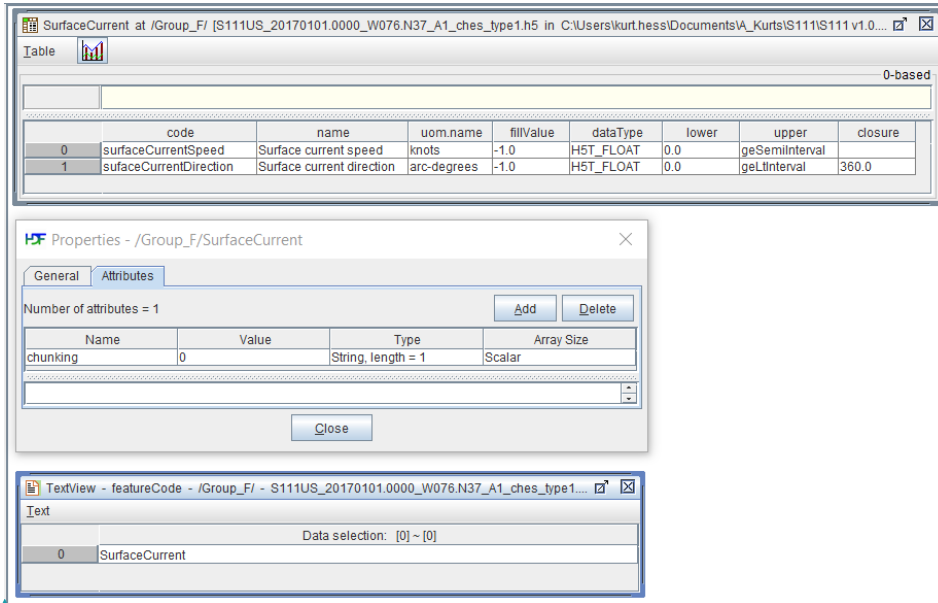 SurfaceCurrent at /Group_F/ [S111US_20170101.0000_W076.N37_A1_ches_type1.h5 in C:\Users\kurt.hess\Documents\A_Kurts\S111\S111 v1.0....
Table
0-based
code name uom.name fillValue dataType lower upper closure
0 surfaceCurrentSpeed Surface current speed knots -1.0 H5T_FLOAT 0.0 geSemiInterval
1 sufaceCurrentDirection Surface current direction arc-degrees -1.0 H5T_FLOAT 0.0 geLtInterval 360.0
HDF Properties - /Group_F/SurfaceCurrent
General Attributes
Number of attributes = 1 Add Delete
Name Value Type Array Size
chunking 0 String, length = 1 Scalar
Close
TextView - featureCode - /Group_F/ - S111US_20170101.0000_W076.N37_A1_ches_type1....
Text
Data selection: [0] ~ [0]
0 SurfaceCurrent